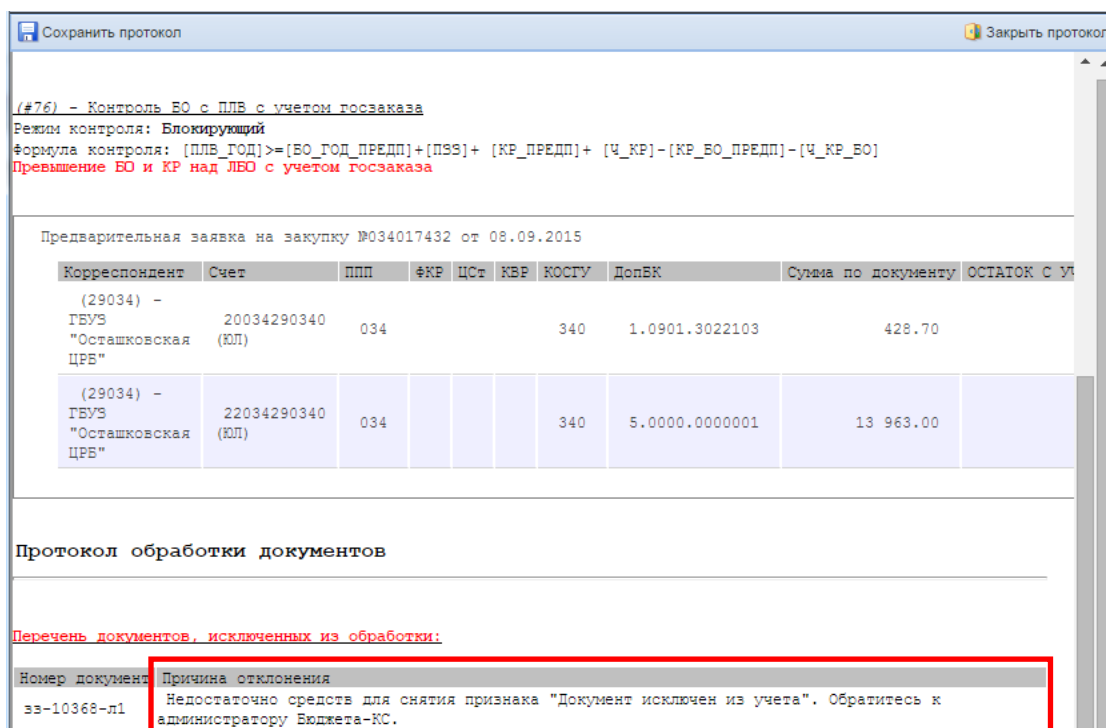 Сохранить протокол
Закрыть протокол
(#76) - Контроль БО с ПЛВ с учетом госзаказа
Режим контроля: Блокирующий
Формула контроля: [ПЛВ_ГОД]>=[БО_ГОД_ПРЕДП]+[ПЗЗ]+ [КР_ПРЕДП]+ [Ч_КР]-[КР_БО_ПРЕДП]-[Ч_КР_БО]
Превышение БО и КР над ЛБО с учетом госзаказа
Предварительная заявка на закупку №034017432 от 08.09.2015
Корреспондент Счет ППП ФКР ЦСт КВР КОСГУ ДопБК Сумма по документу ОСТАТОК С УЧ
(29034) -
ГБУЗ
"Осташковская
ЦРБ"
20034290340
(ЮЛ)
034
340
1.0901.3022103
428.70
(29034) -
ГБУЗ
"Осташковская
ЦРБ"
22034290340
(ЮЛ)
034
340
5.0000.0000001
13 963.00
Протокол обработки документов
Перечень документов, исключенных из обработки:
Номер документ Причина отклонения
зз-10368-л1
Недостаточно средств для снятия признака "Документ исключен из учета". Обратитесь к
администратору Бюджета-КС.